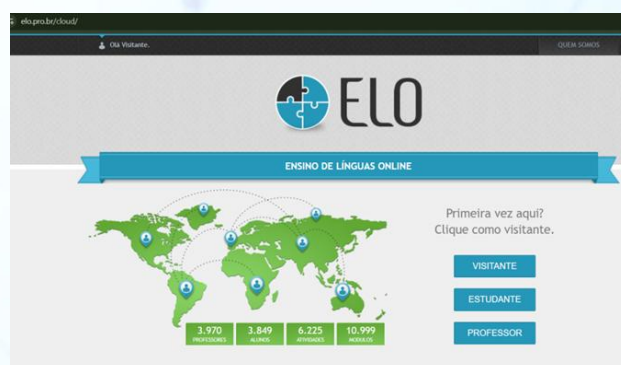 elo.pro.br/cloud/
Olá Visitante.
QUEM SOMOS
ELO
ENSINO DE LÍNGUAS ONLINE
Primeira vez aqui?
Clique como visitante.
VISITANTE
ESTUDANTE
PROFESSOR
3.970 3.849 6.225 10.999
PROFESSORES ALUNOS ATIVIDADES MÓDULOS